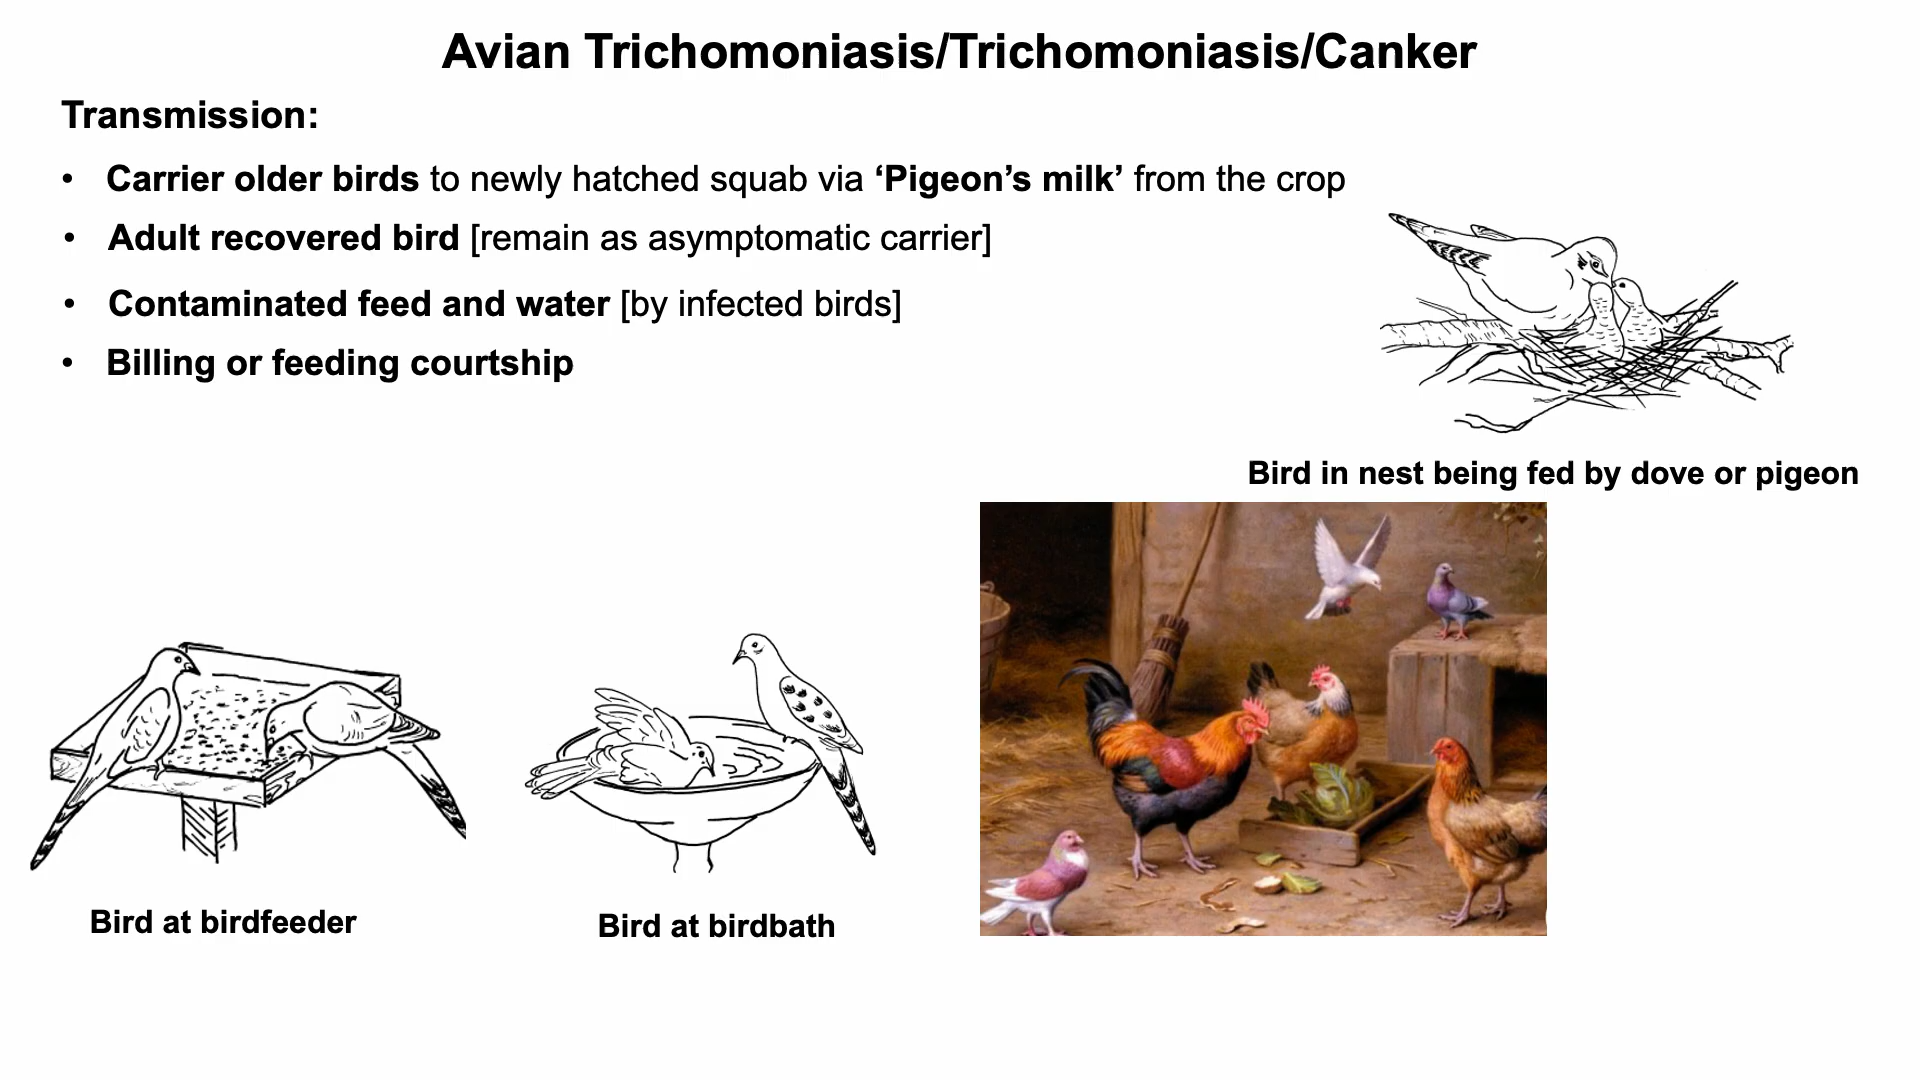 Avian Trichomoniasis/Trichomoniasis/Canker
Transmission:
• Carrier older birds to newly hatched squab via ‘Pigeon’s milk’ from the crop
• Adult recovered bird [remain as asymptomatic carrier]
• Contaminated feed and water [by infected birds]
• Billing or feeding courtship
Bird in nest being fed by dove or pigeon
Bird at birdfeeder
Bird at birdbath